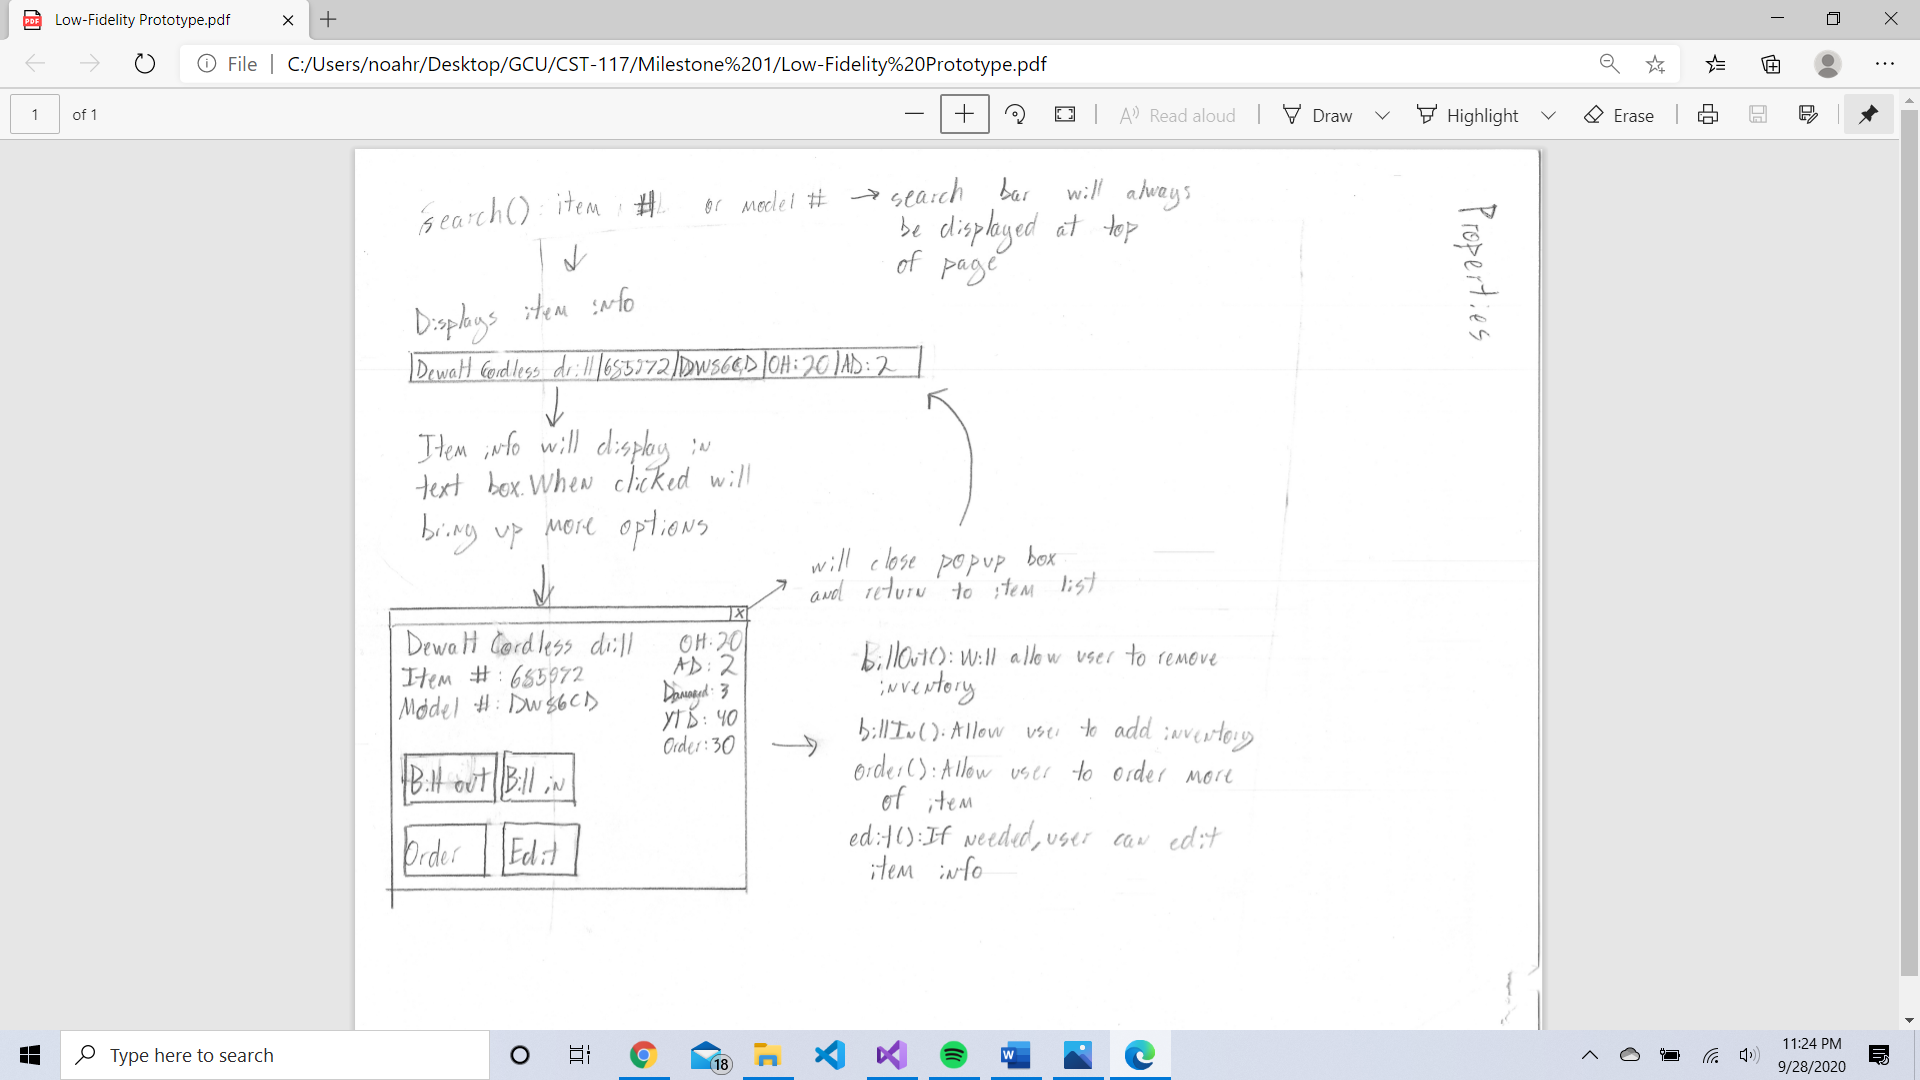 Low-Fidelity Prototype.pdf
File
C:/Users/noahr/Desktop/GCU/CST-117/Milestone%201/Low-Fidelity%20Prototype.pdf
1 of 1
Read aloud Draw Highlight Erase
search(): item # or model # → search bar will always
be displayed at top
of page
Properties
Displays item info
Dewalt Cordless drill|685972|DW86CD|OH:20|AD:2
Item info will display in
text box. When clicked will
bring up more options
will close popup box
and return to item list
X
Dewalt Cordless drill
Item #: 685972
Model #: DW86CD
OH:20
AD:2
Damaged:3
YTD:40
Order:30
Bill out Bill in
Order Edit
BillOut(): Will allow user to remove
inventory
billIn(): Allow user to add inventory
order(): Allow user to order more
of item
edit(): If needed, user can edit
item info
Type here to search
18
11:24 PM
9/28/2020